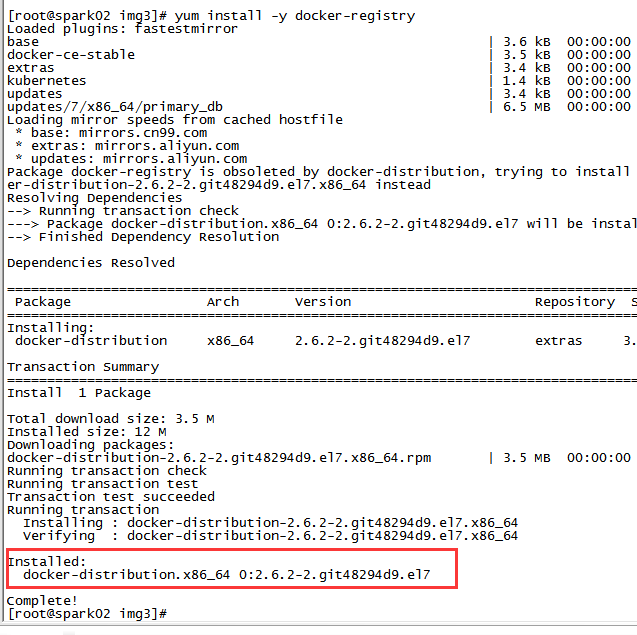 [root@spark02 img3]# yum install -y docker-registry
Loaded plugins: fastestmirror
base | 3.6 kB 00:00:00
docker-ce-stable | 3.5 kB 00:00:00
extras | 3.4 kB 00:00:00
kubernetes | 1.4 kB 00:00:00
updates | 3.4 kB 00:00:00
updates/7/x86_64/primary_db | 6.5 MB 00:00:00
Loading mirror speeds from cached hostfile
* base: mirrors.cn99.com
* extras: mirrors.aliyun.com
* updates: mirrors.aliyun.com
Package docker-registry is obsoleted by docker-distribution, trying to install
er-distribution-2.6.2-2.git48294d9.el7.x86_64 instead
Resolving Dependencies
--> Running transaction check
---> Package docker-distribution.x86_64 0:2.6.2-2.git48294d9.el7 will be instal
--> Finished Dependency Resolution
Dependencies Resolved
================================================================================
Package Arch Version Repository S
================================================================================
Installing:
docker-distribution x86_64 2.6.2-2.git48294d9.el7 extras 3.
Transaction Summary
================================================================================
Install 1 Package
Total download size: 3.5 M
Installed size: 12 M
Downloading packages:
docker-distribution-2.6.2-2.git48294d9.el7.x86_64.rpm | 3.5 MB 00:00:00
Running transaction check
Running transaction test
Transaction test succeeded
Running transaction
Installing : docker-distribution-2.6.2-2.git48294d9.el7.x86_64
Verifying : docker-distribution-2.6.2-2.git48294d9.el7.x86_64
Installed:
docker-distribution.x86_64 0:2.6.2-2.git48294d9.el7
Complete!
[root@spark02 img3]#